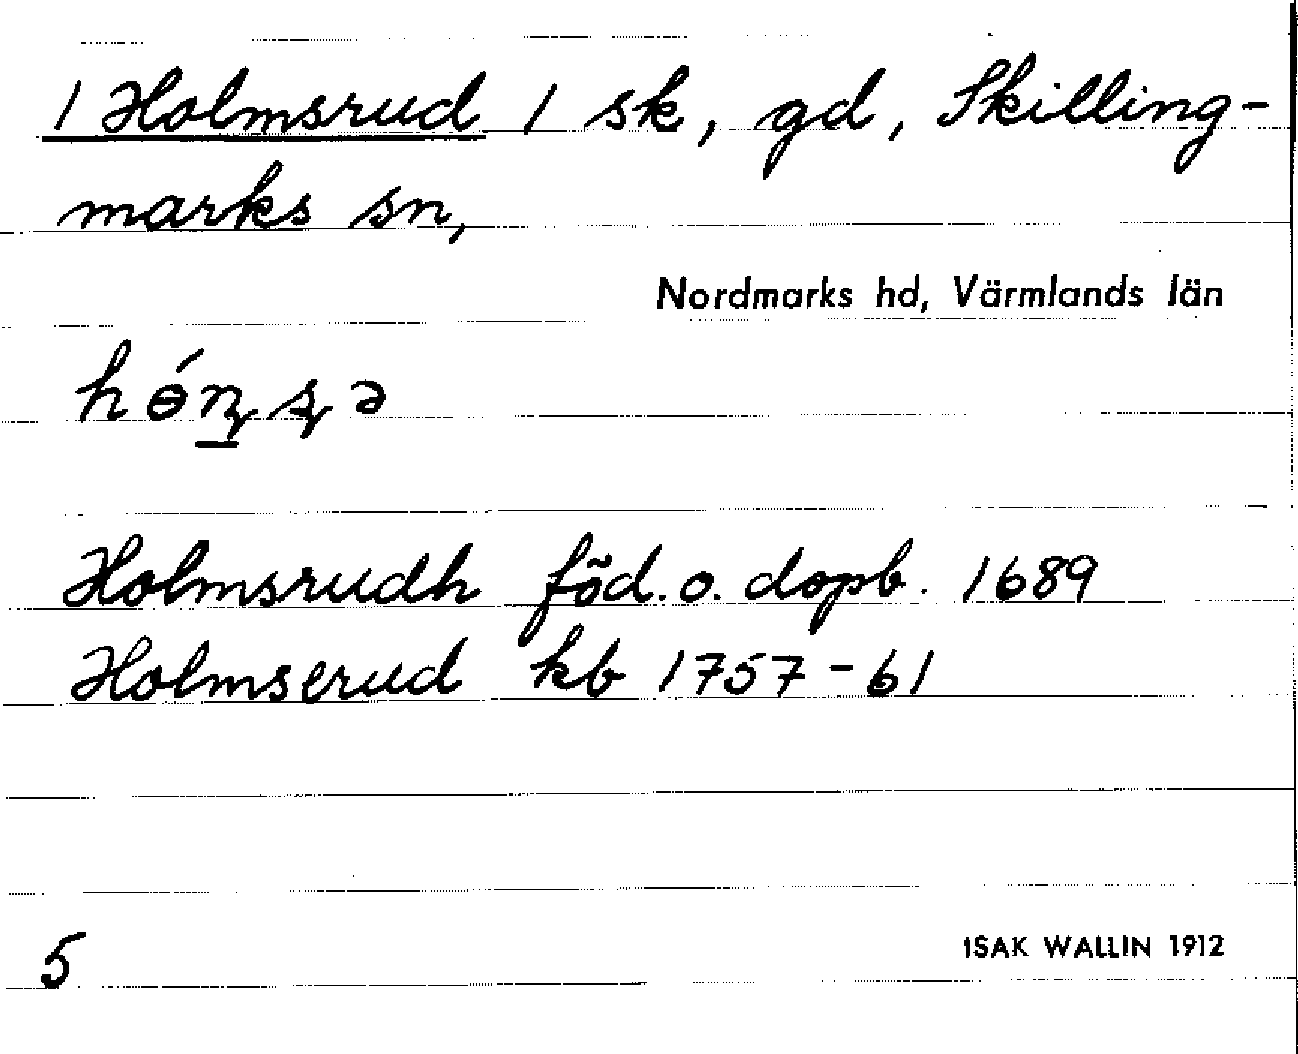 1 Holmsrud 1 sk, gd, Skilling-
marks sn,
Nordmarks hd, Värmlands län
Holmsrudh föd. o. dopb. 1689
Holmserud kb 1757-61
5
ISAK WALLIN 1912